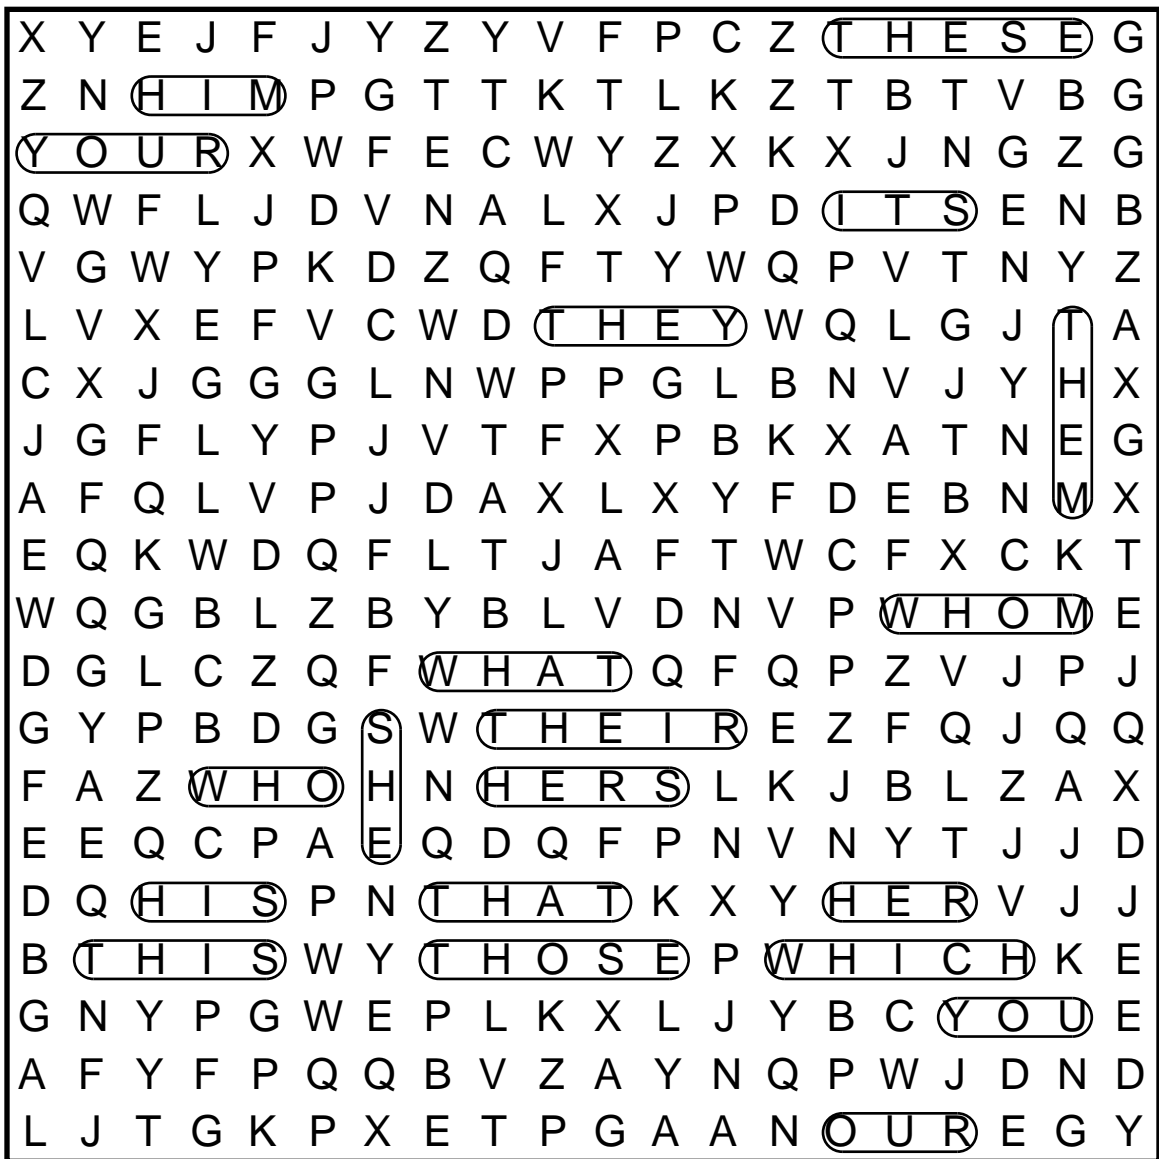 X Y E J F J Y Z Y V F P C Z T H E S E G
Z N H I M P G T T K T L K Z T B T V B G
Y O U R X W F E C W Y Z X K X J N G Z G
Q W F L J D V N A L X J P D I T S E N B
V G W Y P K D Z Q F T Y W Q P V T N Y Z
L V X E F V C W D T H E Y W Q L G J T A
C X J G G G L N W P P G L B N V J Y H X
J G F L Y P J V T F X P B K X A T N E G
A F Q L V P J D A X L X Y F D E B N M X
E Q K W D Q F L T J A F T W C F X C K T
W Q G B L Z B Y B L V D N V P W H O M E
D G L C Z Q F W H A T Q F Q P Z V J P J
G Y P B D G S W T H E I R E Z F Q J Q Q
F A Z W H O H N H E R S L K J B L Z A X
E E Q C P A E Q D Q F P N V N Y T J J D
D Q H I S P N T H A T K X Y H E R V J J
B T H I S W Y T H O S E P W H I C H K E
G N Y P G W E P L K X L J Y B C Y O U E
A F Y F P Q Q B V Z A Y N Q P W J D N D
L J T G K P X E T P G A A N O U R E G Y